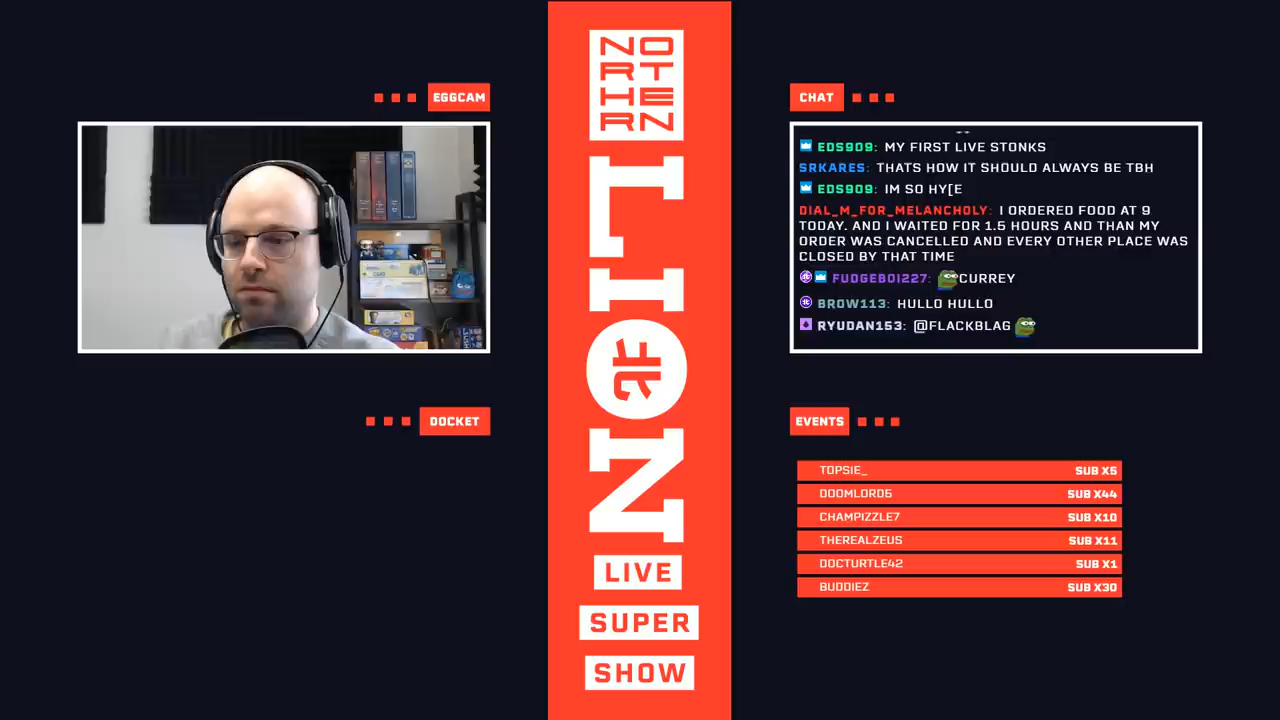 EGGCAM
DOCKET
NO
RT
HE
RN
LION
LIVE
SUPER
SHOW
CHAT
EDS909: MY FIRST LIVE STONKS
SRKARES: THATS HOW IT SHOULD ALWAYS BE TBH
EDS909: IM SO HY[E
DIAL_M_FOR_MELANCHOLY: I ORDERED FOOD AT 9
TODAY. AND I WAITED FOR 1.5 HOURS AND THAN MY
ORDER WAS CANCELLED AND EVERY OTHER PLACE WAS
CLOSED BY THAT TIME
FUDGEBOI227: CURREY
BROW113: HULLO HULLO
RYUDAN153: @FLACKBLAG
EVENTS
TOPSIE_ SUB X5
DOOMLORD5 SUB X44
CHAMPIZZLE7 SUB X10
THEREALZEUS SUB X11
DOCTURTLE42 SUB X1
BUDDIEZ SUB X30